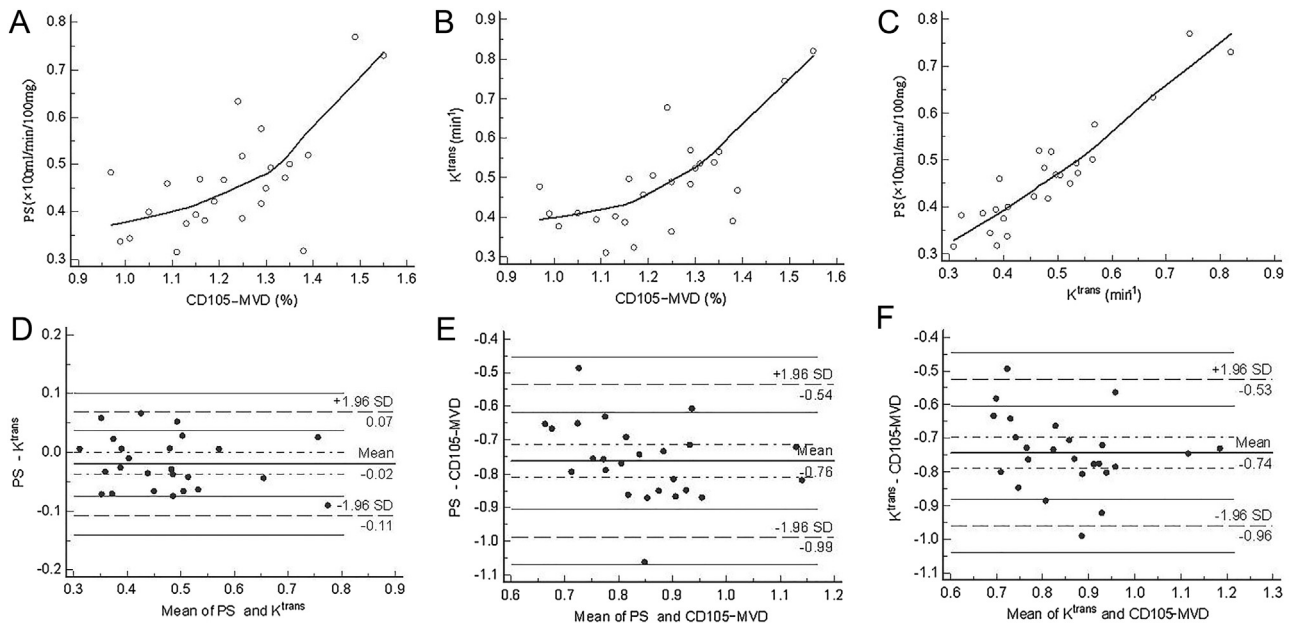 A
0.8
0.7
0.6
0.5
0.4
0.3
PS(×100ml/min/100mg)
0.9 1.0 1.1 1.2 1.3 1.4 1.5 1.6
CD105–MVD (%)
B
0.9
0.8
0.7
0.6
0.5
0.4
0.3
Ktrans (min1)
0.9 1.0 1.1 1.2 1.3 1.4 1.5 1.6
CD105–MVD (%)
C
0.8
0.7
0.6
0.5
0.4
0.3
PS (×00ml/min/100mg)
0.3 0.4 0.5 0.6 0.7 0.8 0.9
Ktrans (min1)
D
0.2
0.1
0.0
-0.1
-0.2
PS - Ktrans
+1.96 SD
0.07
Mean
-0.02
-1.96 SD
-0.11
0.3 0.4 0.5 0.6 0.7 0.8 0.9
Mean of PS and Ktrans
E
-0.4
-0.5
-0.6
-0.7
-0.8
-0.9
-1.0
-1.1
PS - CD105–MVD
+1.96 SD
-0.54
Mean
-0.76
-1.96 SD
-0.99
0.6 0.7 0.8 0.9 1.0 1.1 1.2
Mean of PS and CD105–MVD
F
-0.4
-0.5
-0.6
-0.7
-0.8
-0.9
-1.0
-1.1
Ktrans - CD105-MVD
+1.96 SD
-0.53
Mean
-0.74
-1.96 SD
-0.96
0.6 0.7 0.8 0.9 1.0 1.1 1.2 1.3
Mean of Ktrans and CD105–MVD